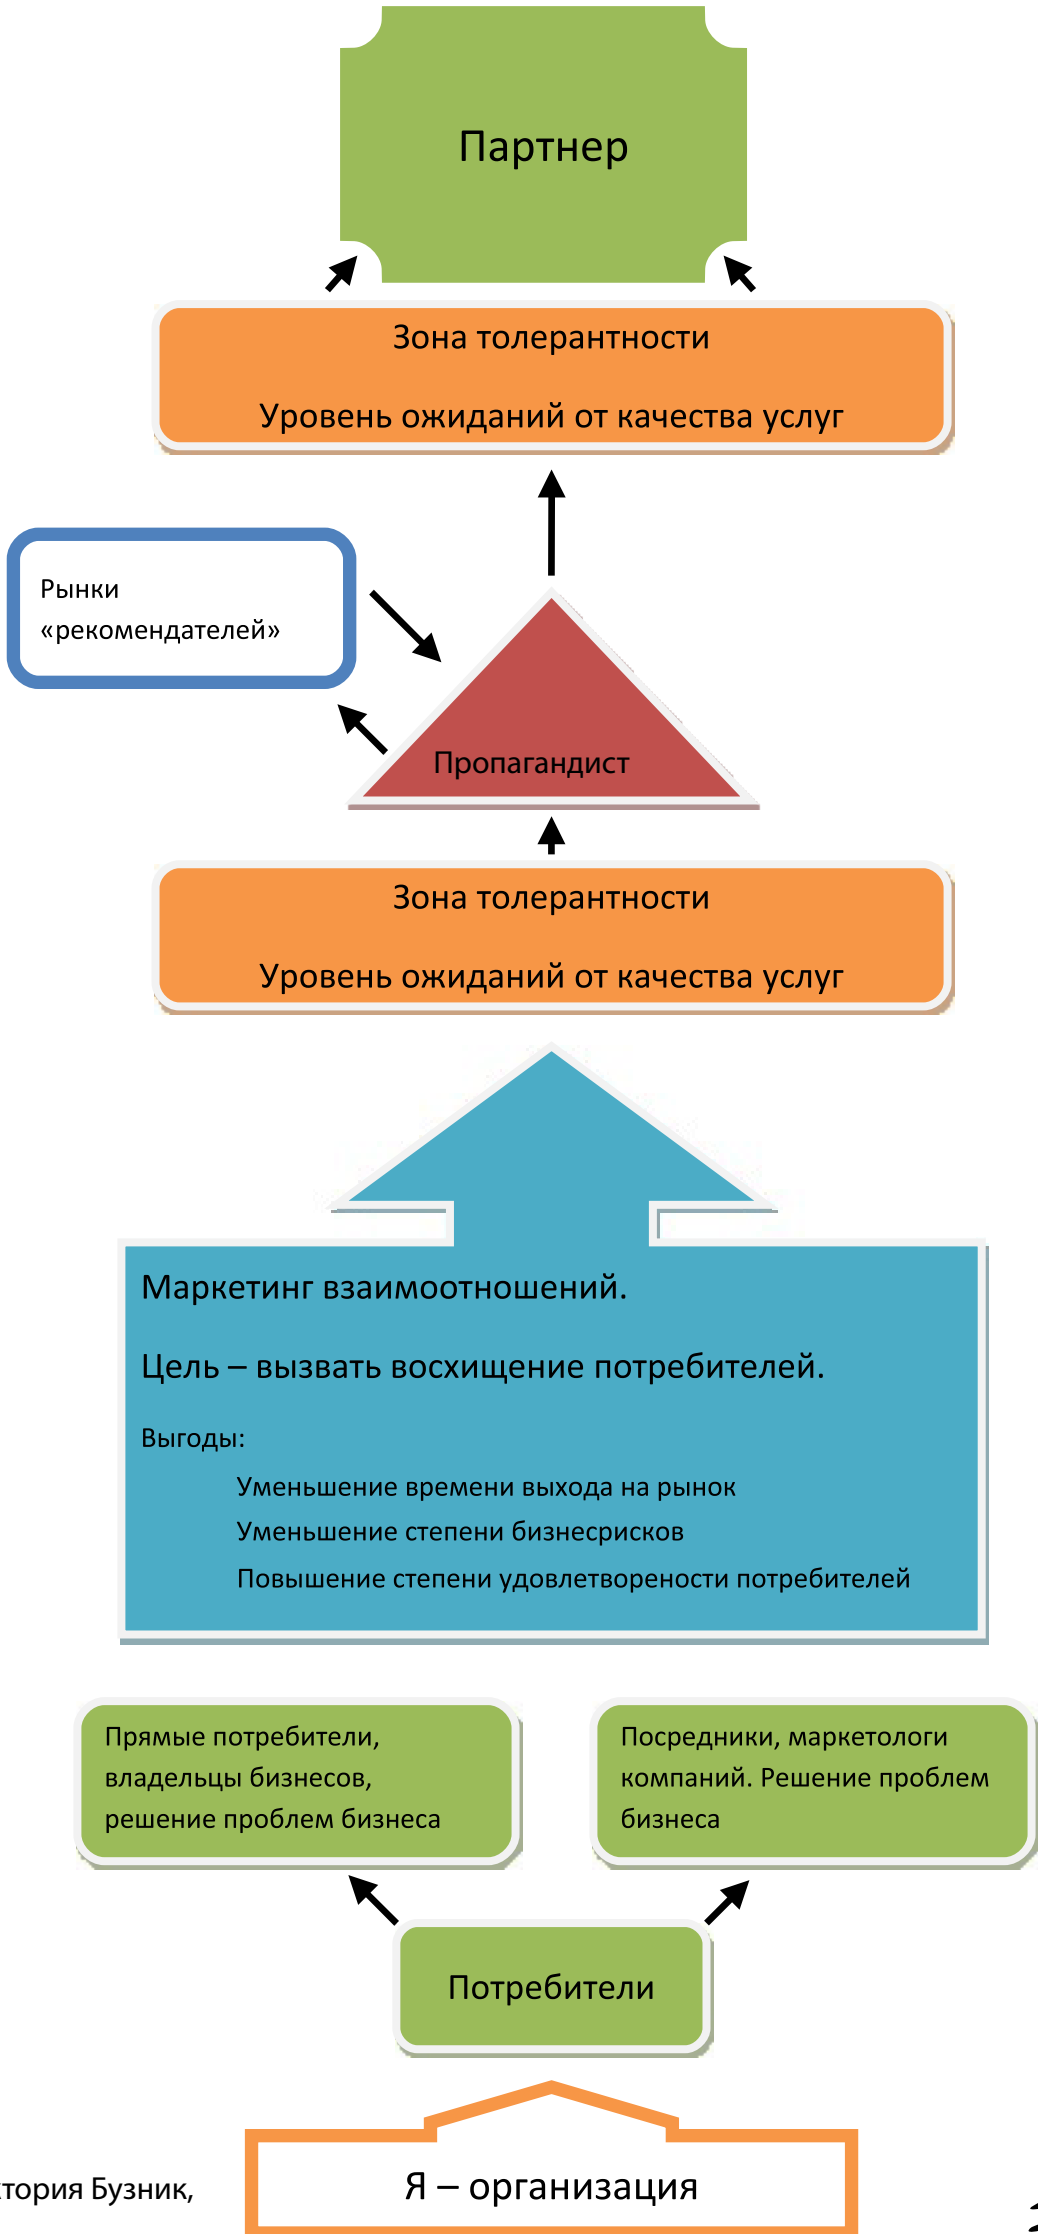 Партнер
Зона толерантности
Уровень ожиданий от качества услуг
Рынки
«рекомендателей»
Пропагандист
Зона толерантности
Уровень ожиданий от качества услуг
Маркетинг взаимоотношений.
Цель – вызвать восхищение потребителей.
Выгоды:
Уменьшение времени выхода на рынок
Уменьшение степени бизнесрисков
Повышение степени удовлетворености потребителей
Прямые потребители,
владельцы бизнесов,
решение проблем бизнеса
Посредники, маркетологи
компаний. Решение проблем
бизнеса
Потребители
Я – организация
тория Бузник,